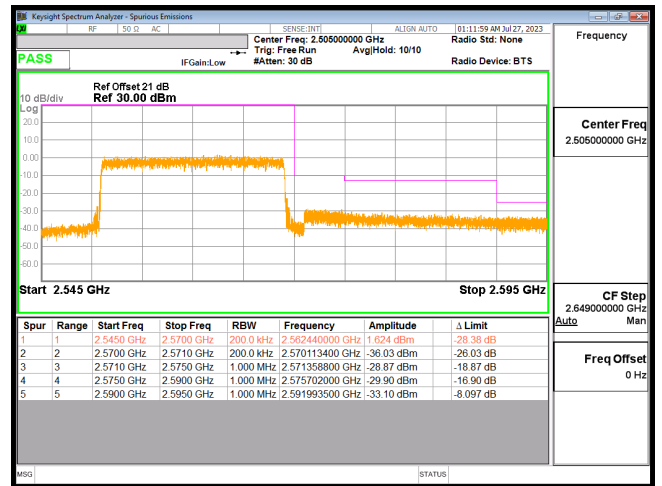 Keysight Spectrum Analyzer - Spurious Emissions
RF 50 Ω AC SENSE:INT ALIGN AUTO 01:11:59 AM Jul 27, 2023
Center Freq: 2.505000000 GHz Radio Std: None
Trig: Free Run Avg|Hold: 10/10
PASS IFGain:Low #Atten: 30 dB Radio Device: BTS
Ref Offset 21 dB
10 dB/div Ref 30.00 dBm
Log
20.0
10.0
0.00
-10.0
-20.0
-30.0
-40.0
-50.0
-60.0
Start 2.545 GHz Stop 2.595 GHz
Spur Range Start Freq Stop Freq RBW Frequency Amplitude Δ Limit
1 1 2.5450 GHz 2.5700 GHz 200.0 kHz 2.562440000 GHz 1.624 dBm -28.38 dB
2 2 2.5700 GHz 2.5710 GHz 200.0 kHz 2.570113400 GHz -36.03 dBm -26.03 dB
3 3 2.5710 GHz 2.5750 GHz 1.000 MHz 2.571358800 GHz -28.87 dBm -18.87 dB
4 4 2.5750 GHz 2.5900 GHz 1.000 MHz 2.575702000 GHz -29.90 dBm -16.90 dB
5 5 2.5900 GHz 2.5950 GHz 1.000 MHz 2.591993500 GHz -33.10 dBm -8.097 dB
MSG STATUS
Frequency
Center Freq
2.505000000 GHz
CF Step
2.649000000 GHz
Auto Man
Freq Offset
0 Hz